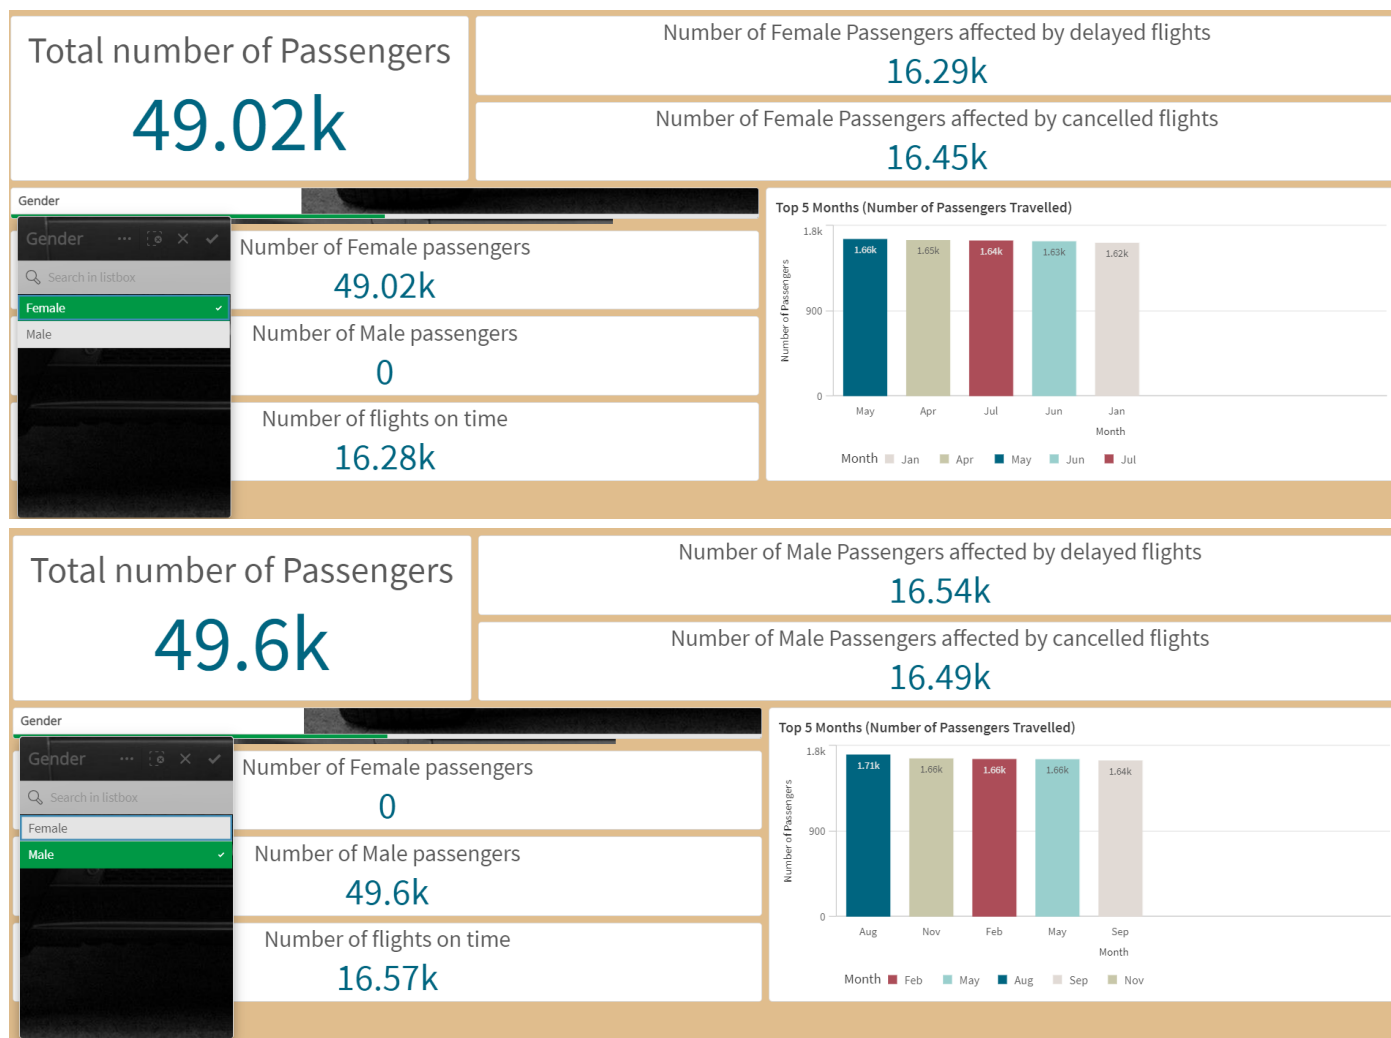 Total number of Passengers
49.02k
Number of Female Passengers affected by delayed flights
16.29k
Number of Female Passengers affected by cancelled flights
16.45k
Gender
Gender
Search in listbox
Female
Male
Number of Female passengers
49.02k
Number of Male passengers
0
Number of flights on time
16.28k
Top 5 Months (Number of Passengers Travelled)
Number of Passengers
1.8k
900
0
1.66k 1.65k 1.64k 1.63k 1.62k
May Apr Jul Jun Jan
Month
Month Jan Apr May Jun Jul
Total number of Passengers
49.6k
Number of Male Passengers affected by delayed flights
16.54k
Number of Male Passengers affected by cancelled flights
16.49k
Gender
Gender
Search in listbox
Female
Male
Number of Female passengers
0
Number of Male passengers
49.6k
Number of flights on time
16.57k
Top 5 Months (Number of Passengers Travelled)
Number of Passengers
1.8k
900
0
1.71k 1.66k 1.66k 1.66k 1.64k
Aug Nov Feb May Sep
Month
Month Feb May Aug Sep Nov